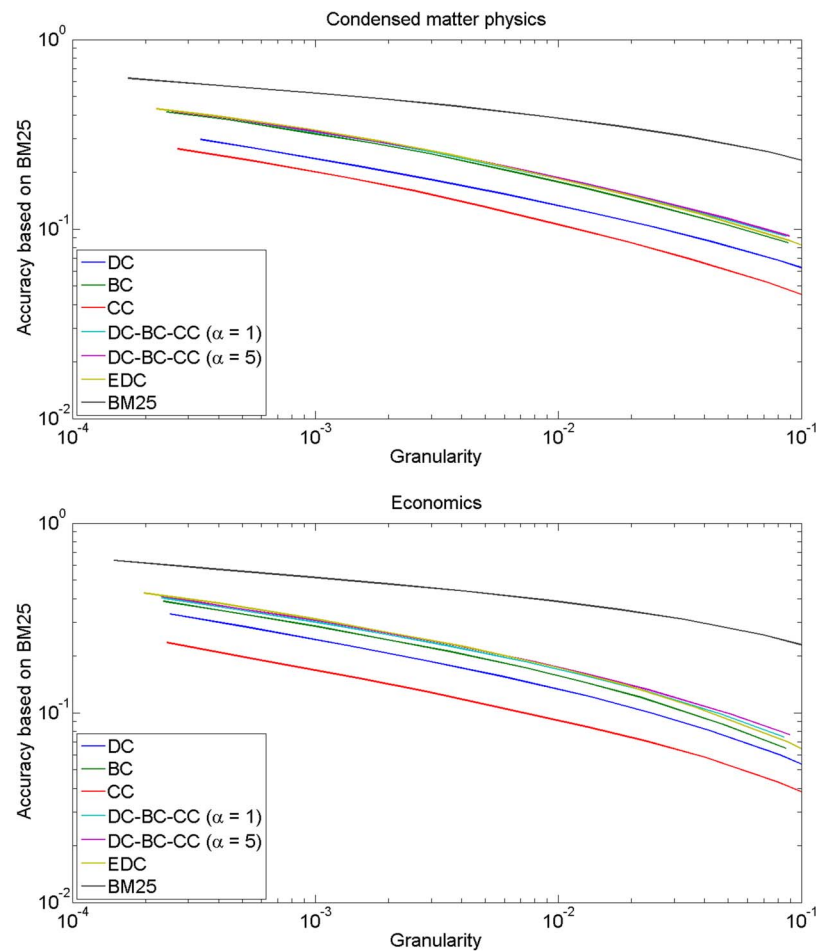 Condensed matter physics
10^0
10^-1
10^-2
Accuracy based on BM25
DC
BC
CC
DC-BC-CC (α = 1)
DC-BC-CC (α = 5)
EDC
BM25
10^-4 10^-3 10^-2 10^-1
Granularity
Economics
10^0
10^-1
10^-2
Accuracy based on BM25
DC
BC
CC
DC-BC-CC (α = 1)
DC-BC-CC (α = 5)
EDC
BM25
10^-4 10^-3 10^-2 10^-1
Granularity